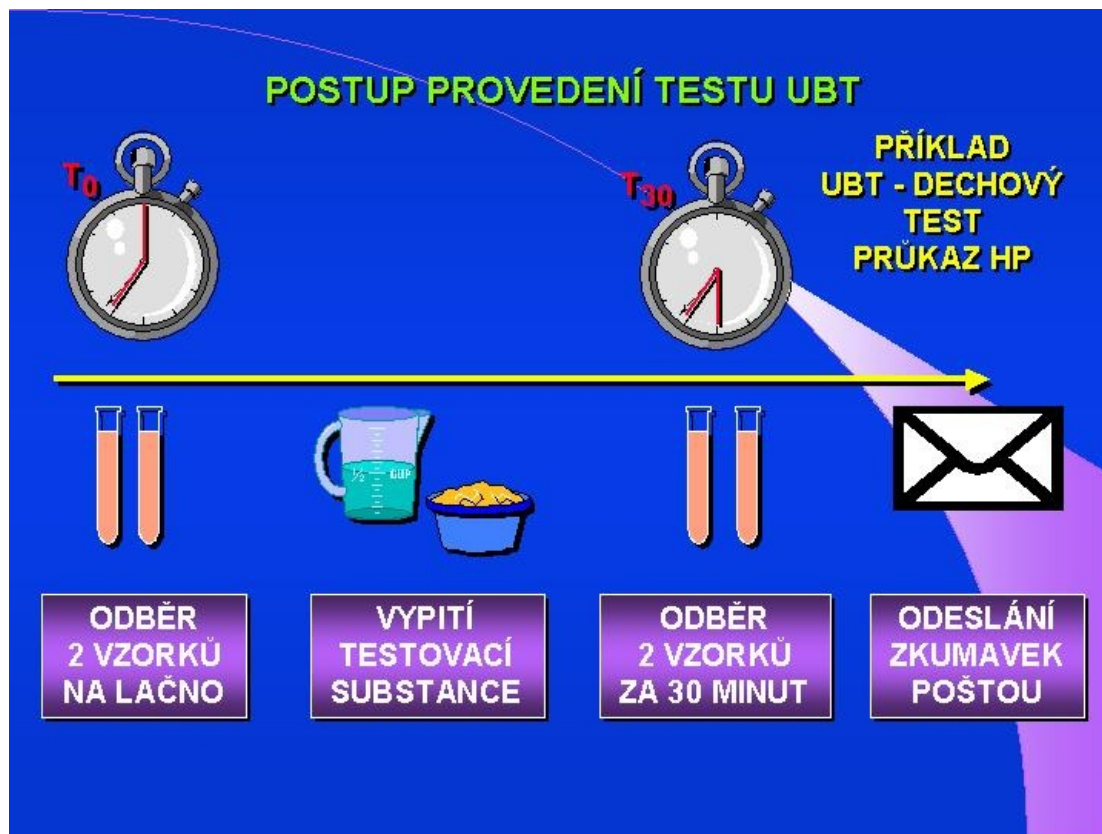 POSTUP PROVEDENÍ TESTU UBT
T0
T30
PŘÍKLAD
UBT - DECHOVÝ
TEST
PRŮKAZ HP
1/2 CUP
ODBĚR
2 VZORKŮ
NA LAČNO
VYPITÍ
TESTOVACÍ
SUBSTANCE
ODBĚR
2 VZORKŮ
ZA 30 MINUT
ODESLÁNÍ
ZKUMAVEK
POŠTOU